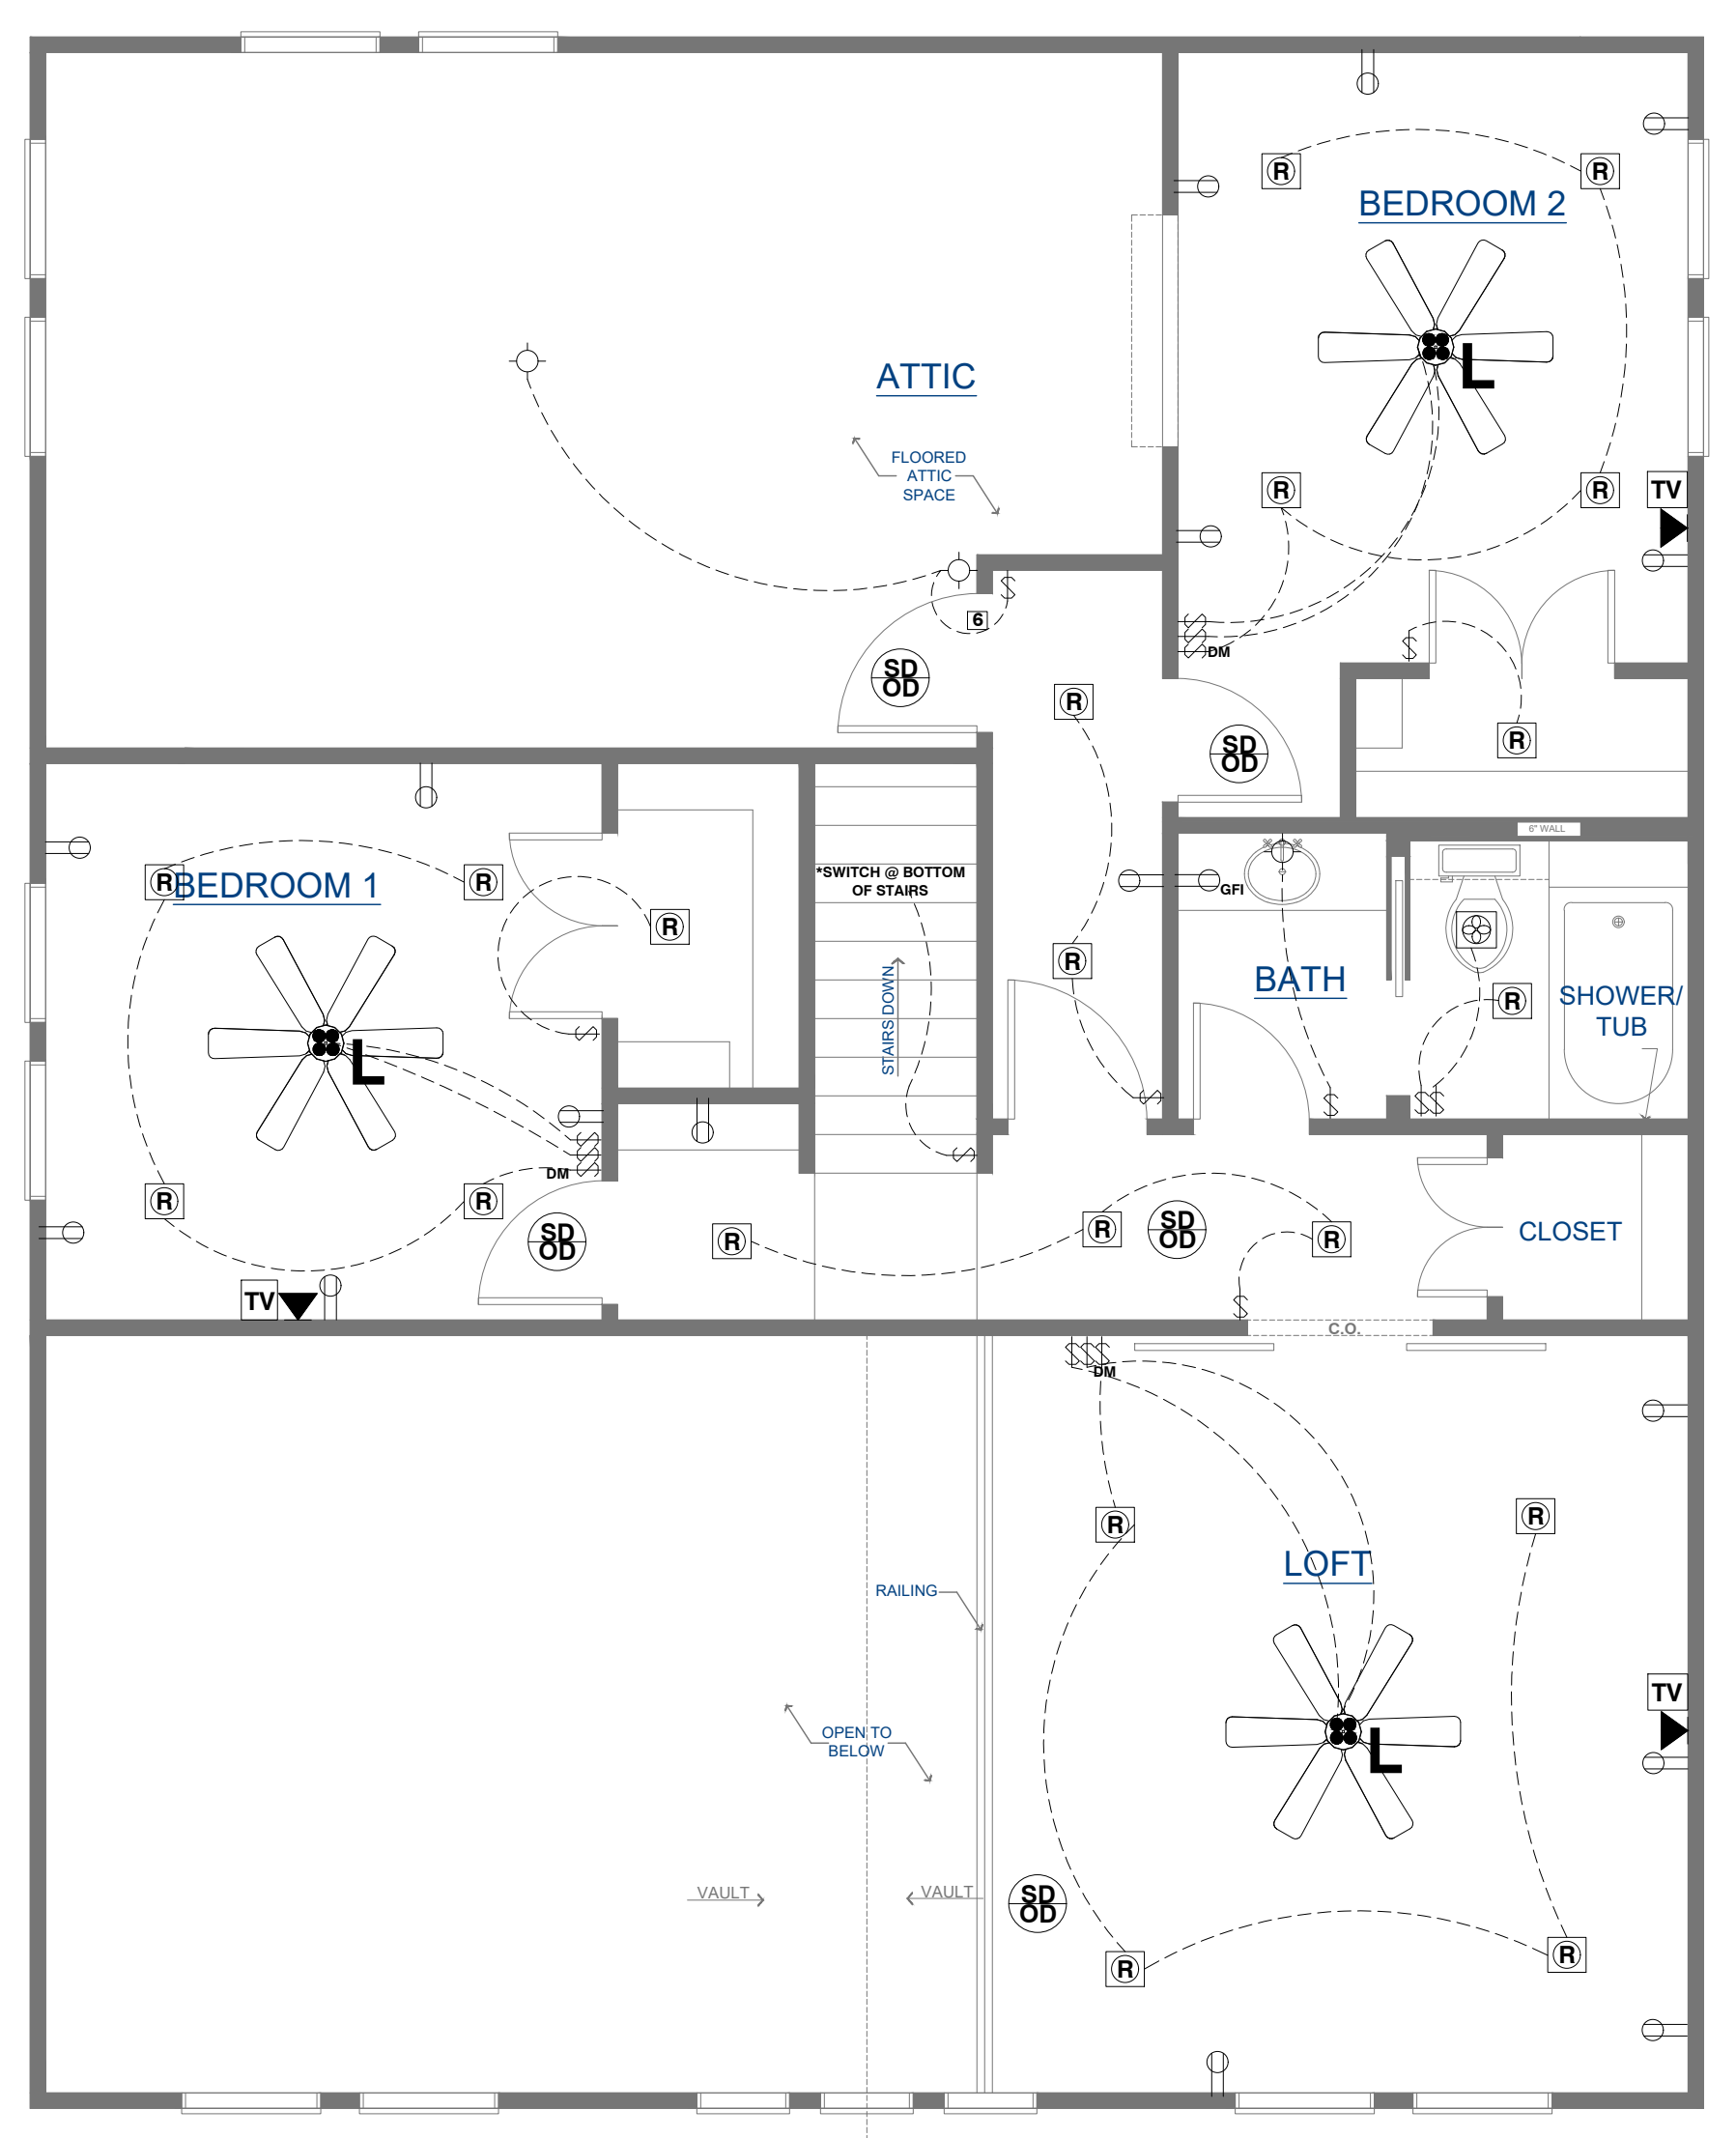 R
R
BEDROOM 2
L
ATTIC
FLOORED
ATTIC
SPACE
R
R
TV
6
DM
SD
OD
R
SD
OD
R
6" WALL
*SWITCH @ BOTTOM
OF STAIRS
R
BEDROOM 1
R
GFI
R
R
BATH
SHOWER/
TUB
R
STAIRS DOWN
L
DM
R
R
SD
OD
R
R
SD
OD
R
CLOSET
TV
C.O.
DM
R
R
LOFT
RAILING
TV
OPEN TO
BELOW
L
VAULT
VAULT
SD
OD
R
R